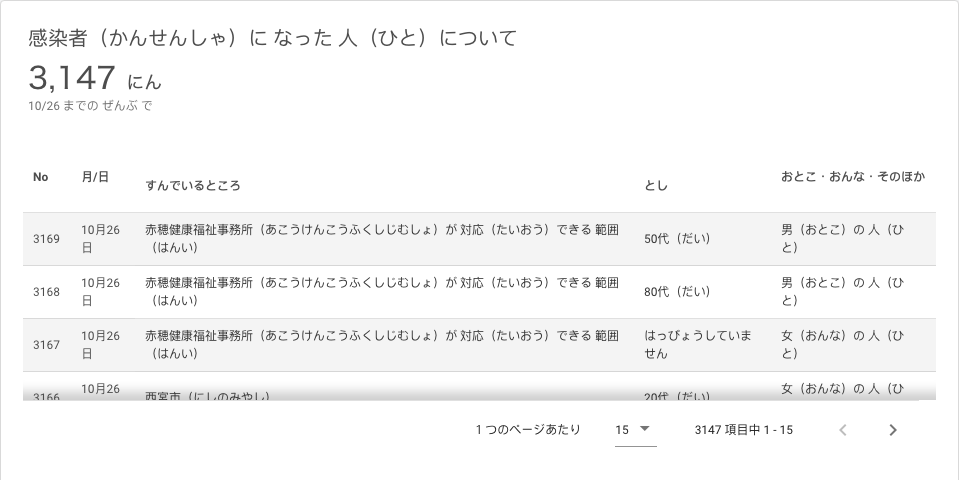 感染者（かんせんしゃ）に なった 人（ひと）について
3,147 にん
10/26 までの ぜんぶ で
No 月/日 すんでいるところ とし おとこ・おんな・そのほか
3169 10月26日 赤穂健康福祉事務所（あこうけんこうふくしじむしょ）が 対応（たいおう）できる 範囲（はんい） 50代（だい） 男（おとこ）の 人（ひと）
3168 10月26日 赤穂健康福祉事務所（あこうけんこうふくしじむしょ）が 対応（たいおう）できる 範囲（はんい） 80代（だい） 男（おとこ）の 人（ひと）
3167 10月26日 赤穂健康福祉事務所（あこうけんこうふくしじむしょ）が 対応（たいおう）できる 範囲（はんい） はっぴょうしていません 女（おんな）の 人（ひと）
3166 10月26 西宮市（にしのみやし） 20代（だい） 女（おんな）の 人（ひ
1 つのページあたり 15 3147 項目中 1 - 15